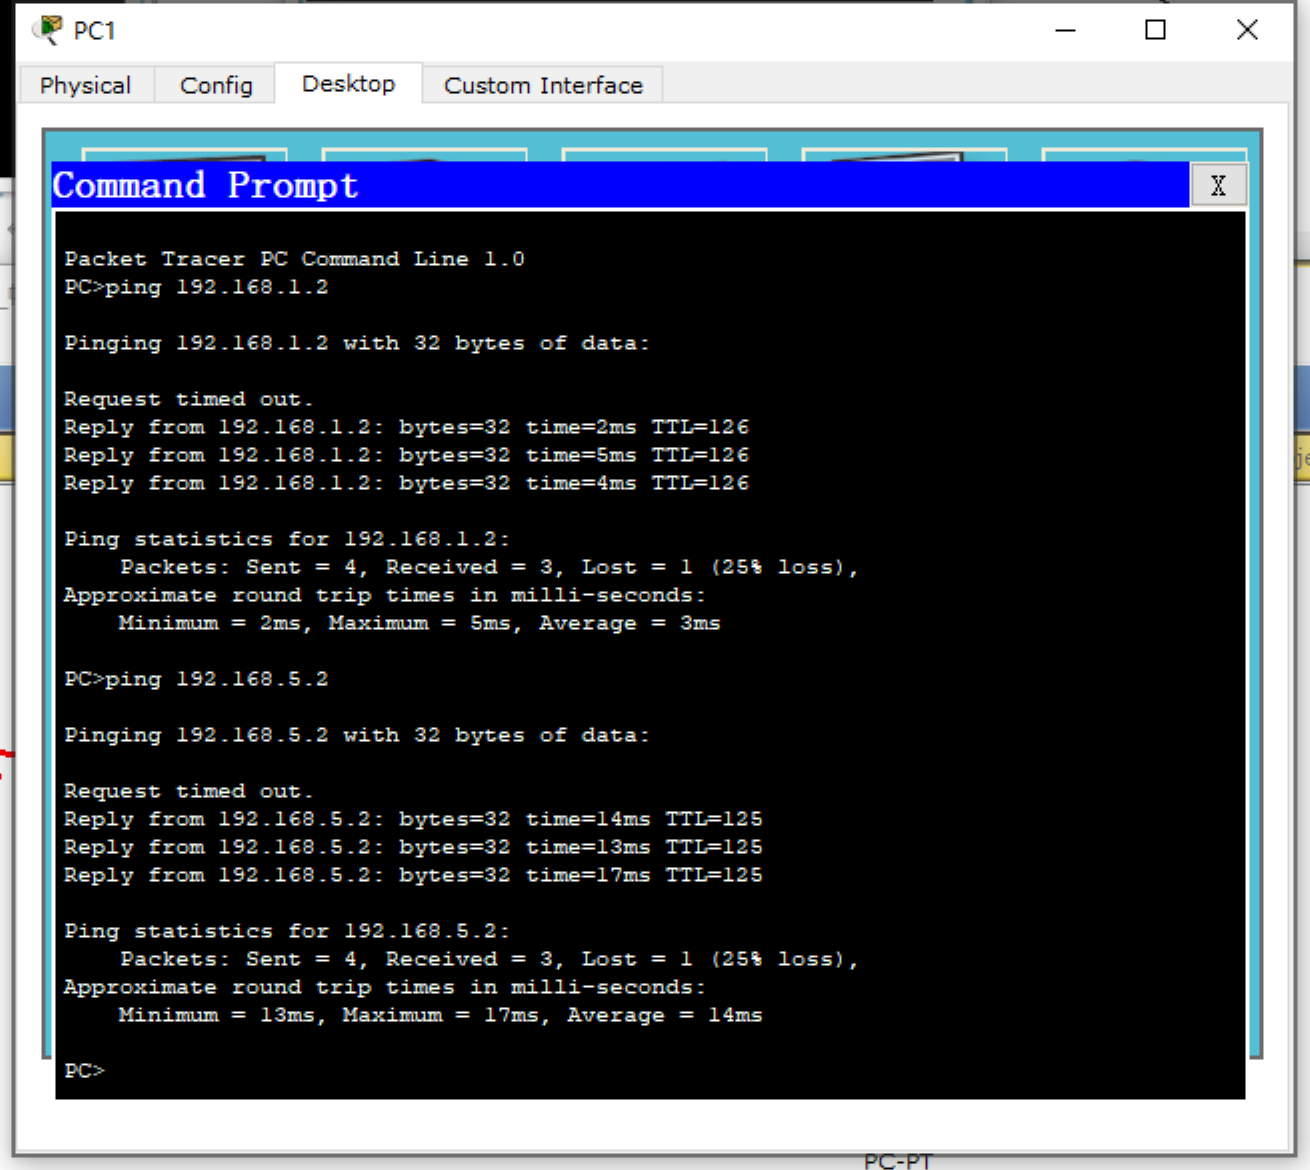 PC1
Physical Config Desktop Custom Interface
Command Prompt X
Packet Tracer PC Command Line 1.0
PC>ping 192.168.1.2
Pinging 192.168.1.2 with 32 bytes of data:
Request timed out.
Reply from 192.168.1.2: bytes=32 time=2ms TTL=126
Reply from 192.168.1.2: bytes=32 time=5ms TTL=126
Reply from 192.168.1.2: bytes=32 time=4ms TTL=126
Ping statistics for 192.168.1.2:
Packets: Sent = 4, Received = 3, Lost = 1 (25% loss),
Approximate round trip times in milli-seconds:
Minimum = 2ms, Maximum = 5ms, Average = 3ms
PC>ping 192.168.5.2
Pinging 192.168.5.2 with 32 bytes of data:
Request timed out.
Reply from 192.168.5.2: bytes=32 time=14ms TTL=125
Reply from 192.168.5.2: bytes=32 time=13ms TTL=125
Reply from 192.168.5.2: bytes=32 time=17ms TTL=125
Ping statistics for 192.168.5.2:
Packets: Sent = 4, Received = 3, Lost = 1 (25% loss),
Approximate round trip times in milli-seconds:
Minimum = 13ms, Maximum = 17ms, Average = 14ms
PC>
PC-PT